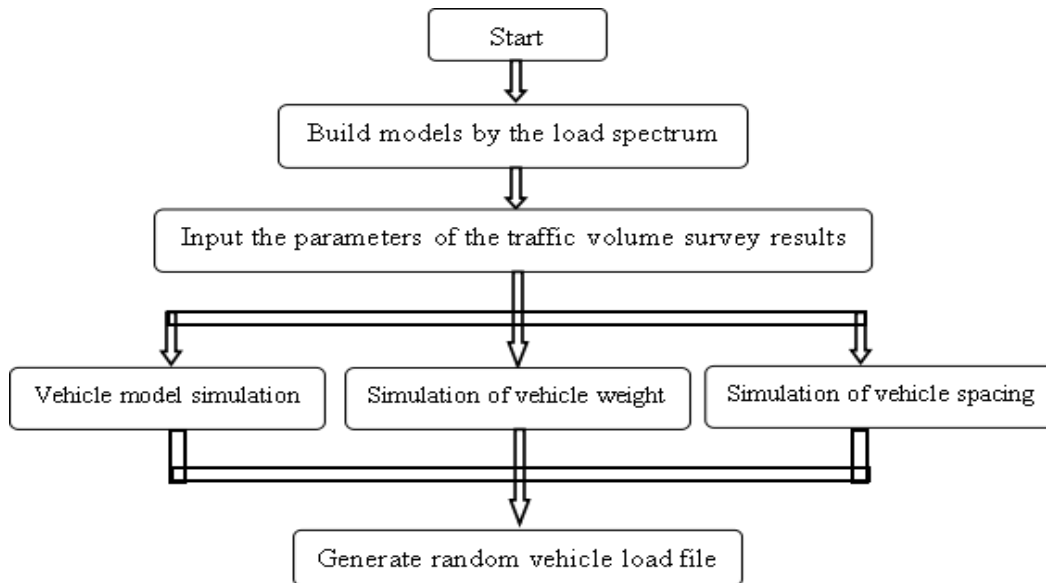 Start
Build models by the load spectrum
Input the parameters of the traffic volume survey results
Vehicle model simulation
Simulation of vehicle weight
Simulation of vehicle spacing
Generate random vehicle load file